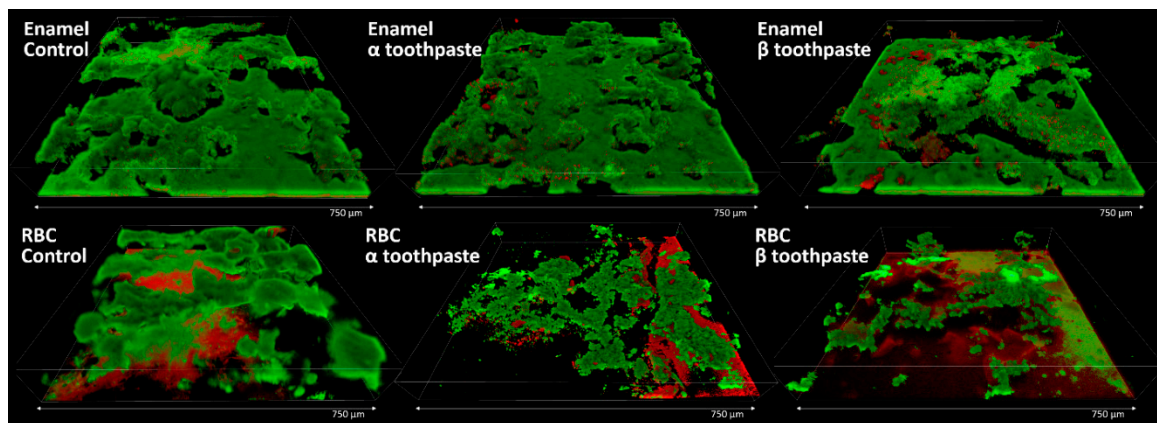 Enamel
Control
Enamel
α toothpaste
Enamel
β toothpaste
750 μm
750 μm
750 μm
RBC
Control
RBC
α toothpaste
RBC
β toothpaste
750 μm
750 μm
750 μm